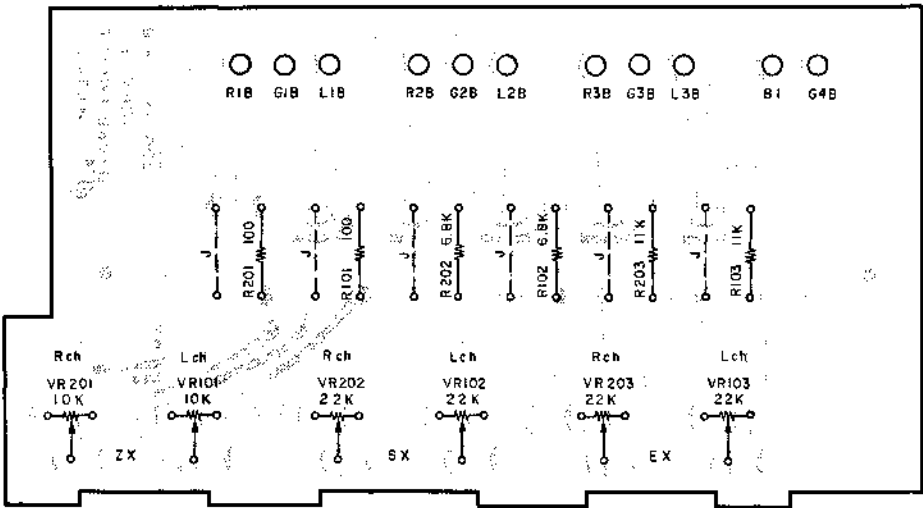 R1B G1B L1B R2B G2B L2B R3B G3B L3B B1 G4B
J R201 100 J R101 100 J R202 6.8K J R102 6.8K J R203 11K J R103 11K
Rch Lch Rch Lch Rch Lch
VR201 VR101 VR202 VR102 VR203 VR103
10K 10K 22K 22K 22K 22K
ZX SX EX